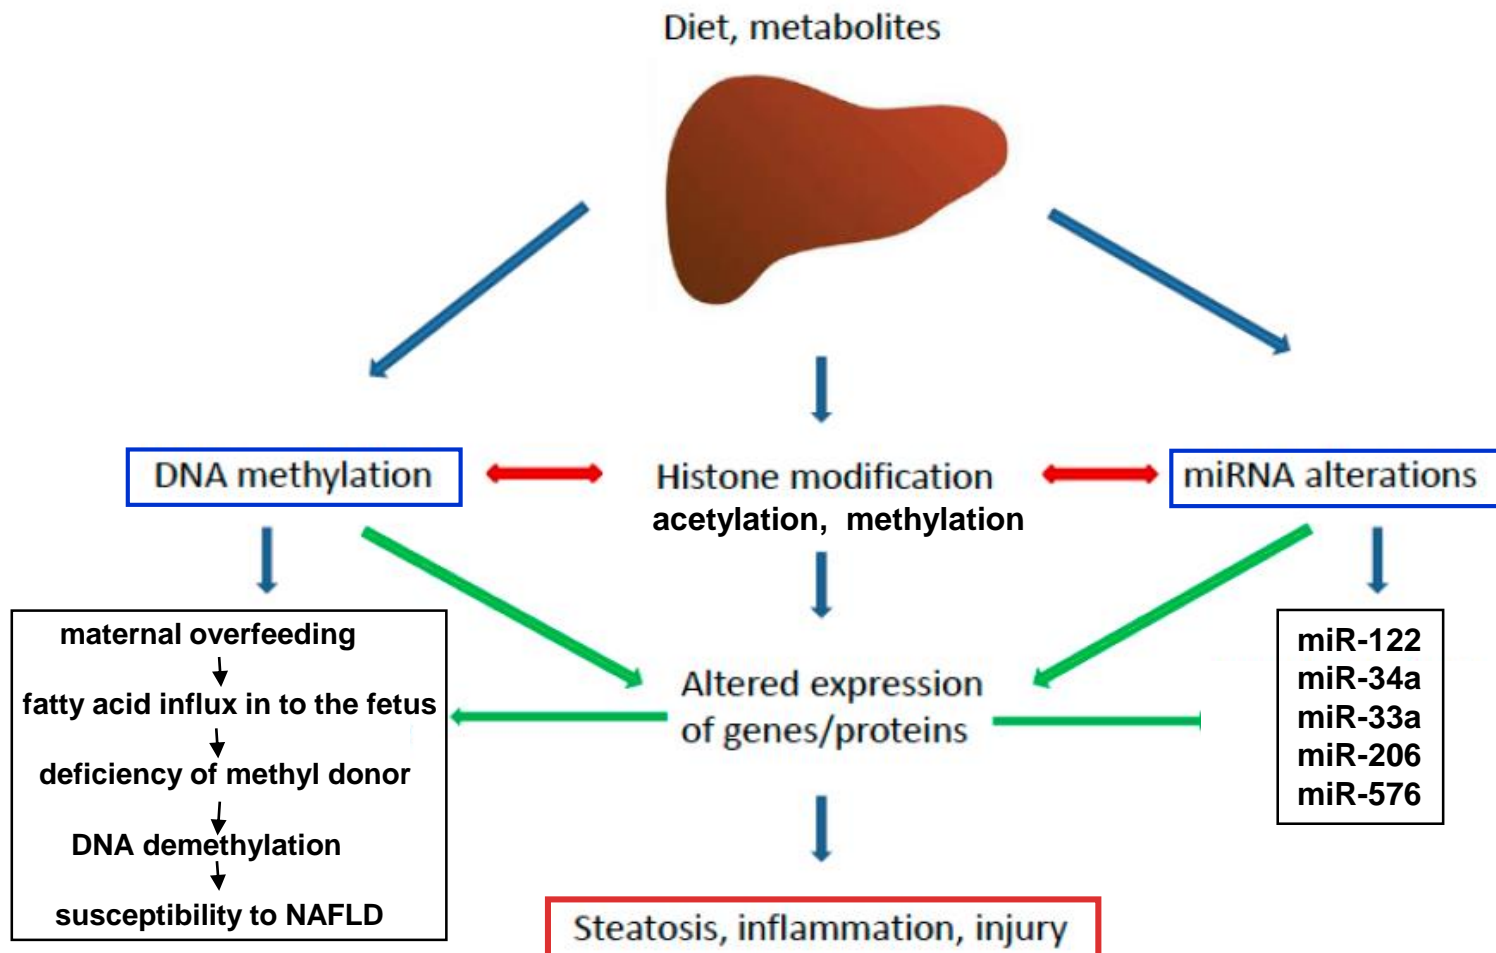 Diet, metabolites
DNA methylation
Histone modification
acetylation, methylation
miRNA alterations
maternal overfeeding
fatty acid influx in to the fetus
deficiency of methyl donor
DNA demethylation
susceptibility to NAFLD
Altered expression
of genes/proteins
miR-122
miR-34a
miR-33a
miR-206
miR-576
Steatosis, inflammation, injury